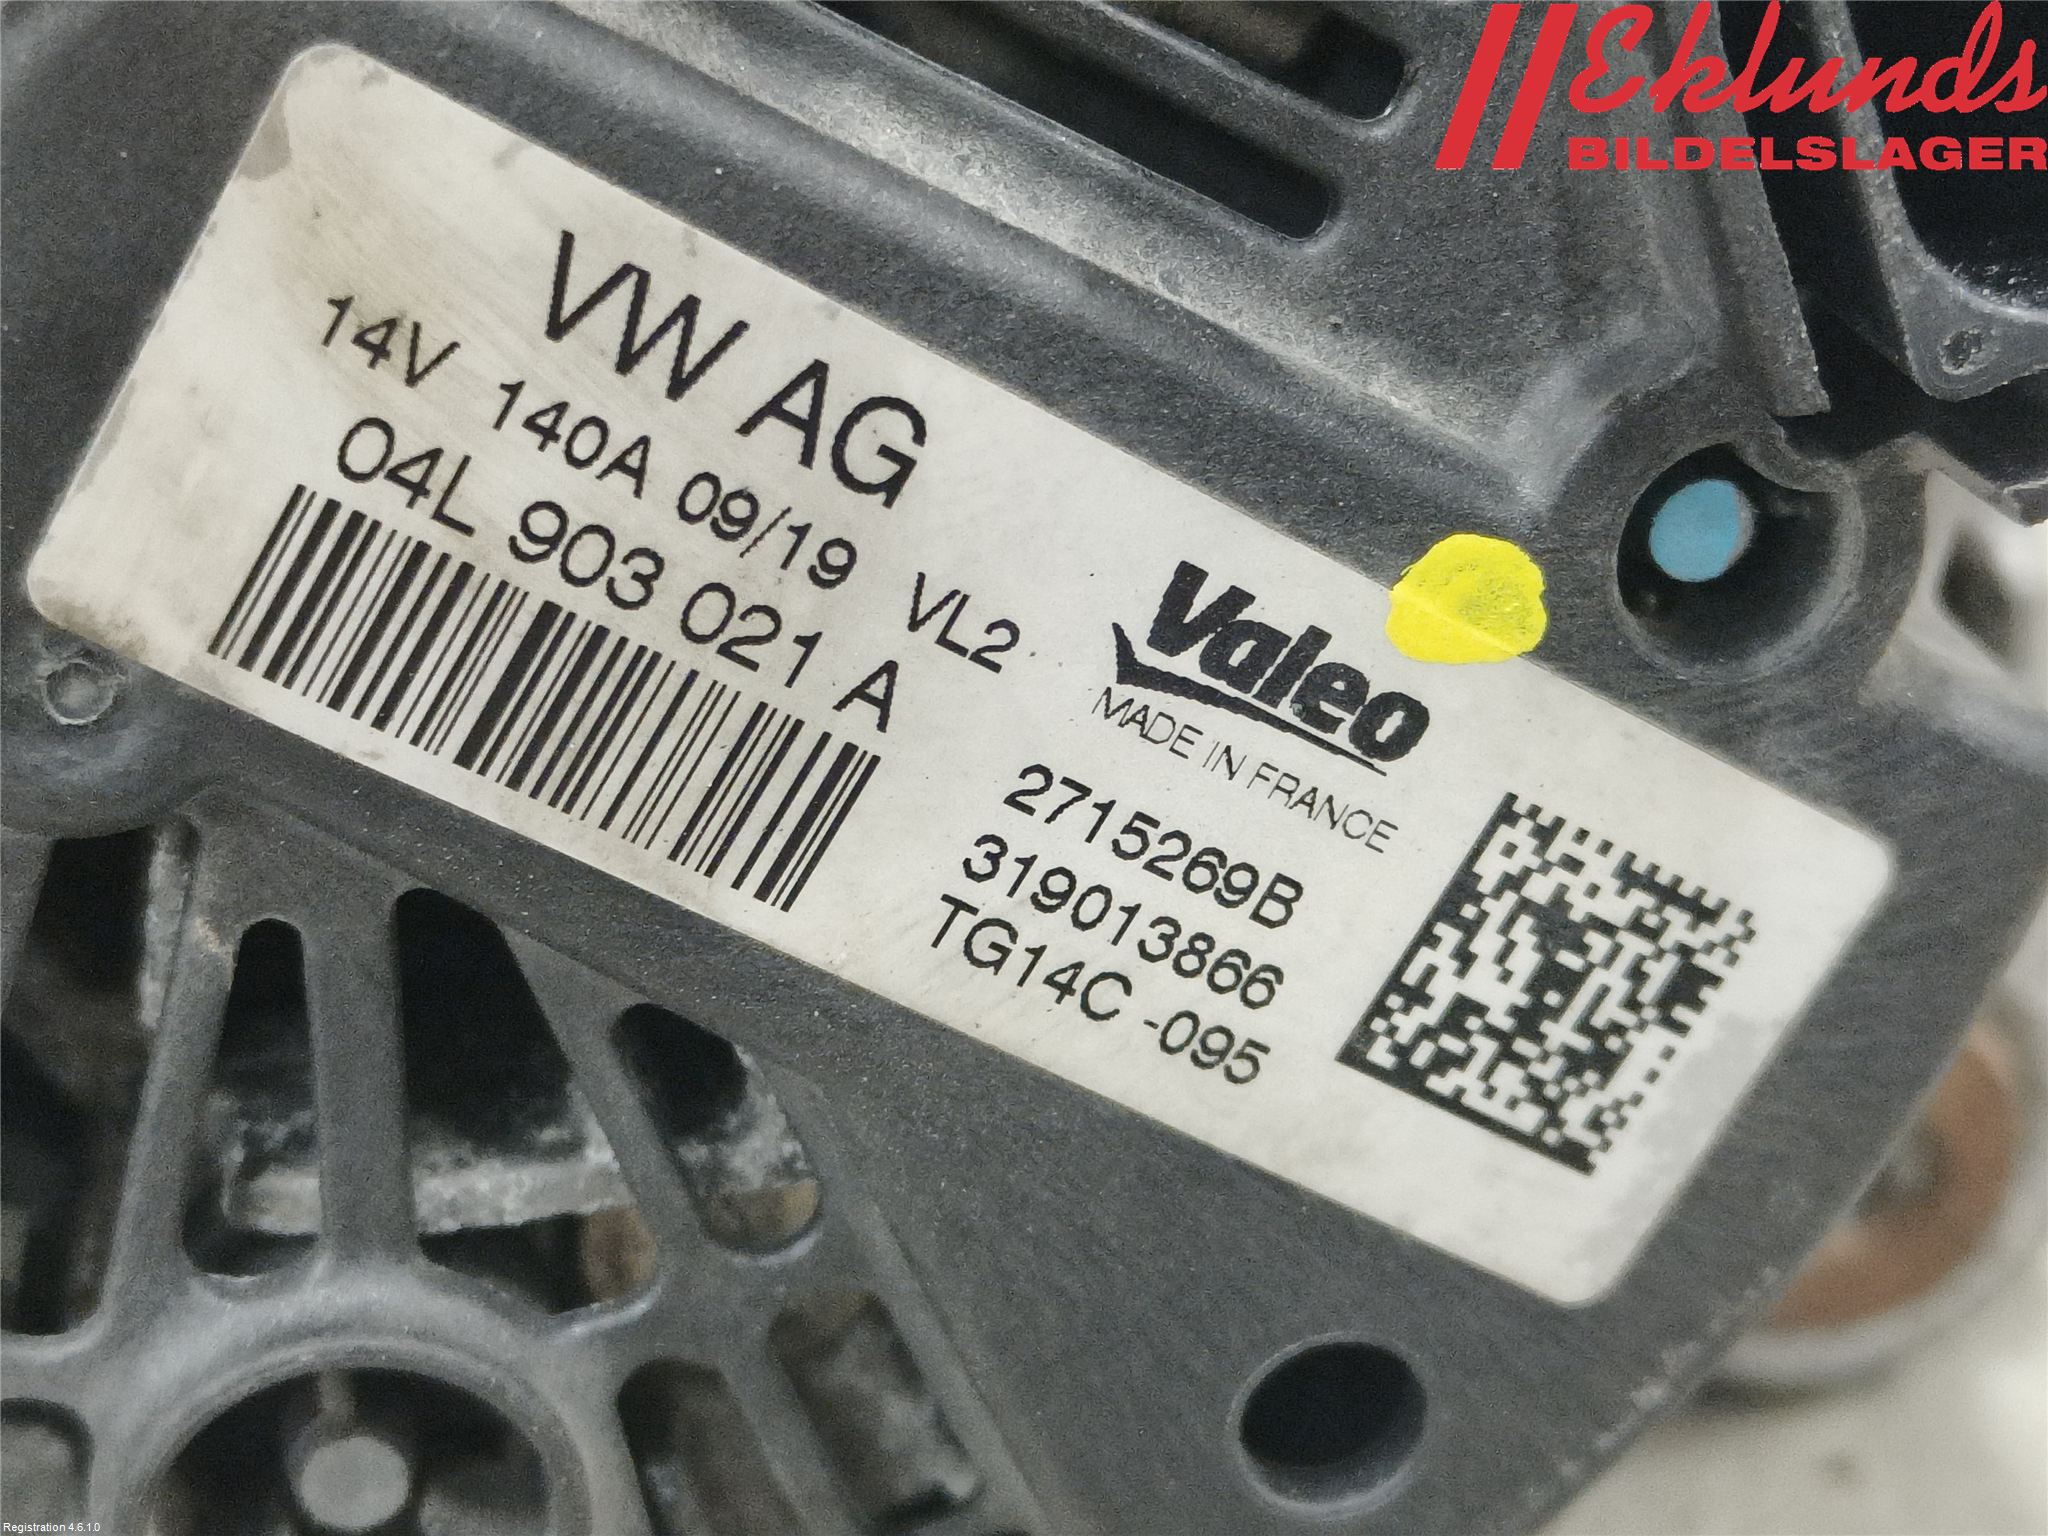 Eklunds
BILDELSLAGER
VW AG
14V 140A 09/19 VL2
04L 903 021 A
Valeo
MADE IN FRANCE
2715269B
319013866
TG14C -095
Registration 4.6.1.0